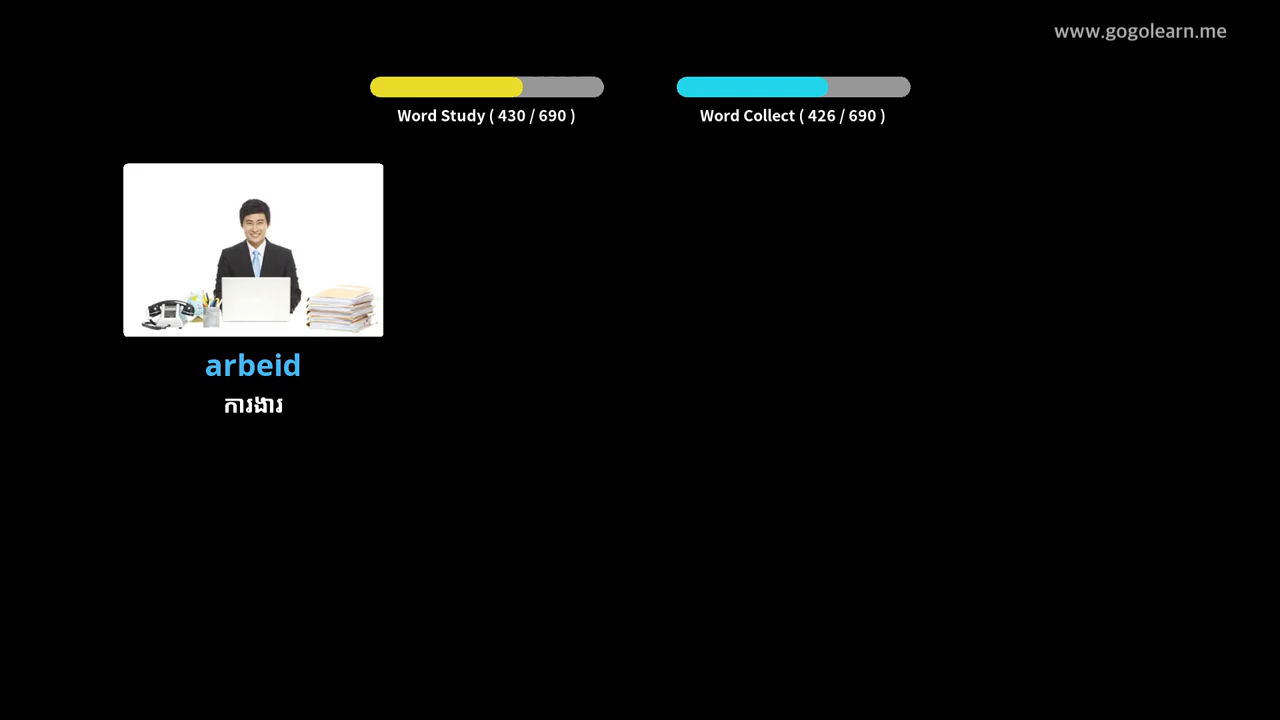 www.gogolearn.me
Word Study ( 430 / 690 )
Word Collect ( 426 / 690 )
arbeid
ការងារ